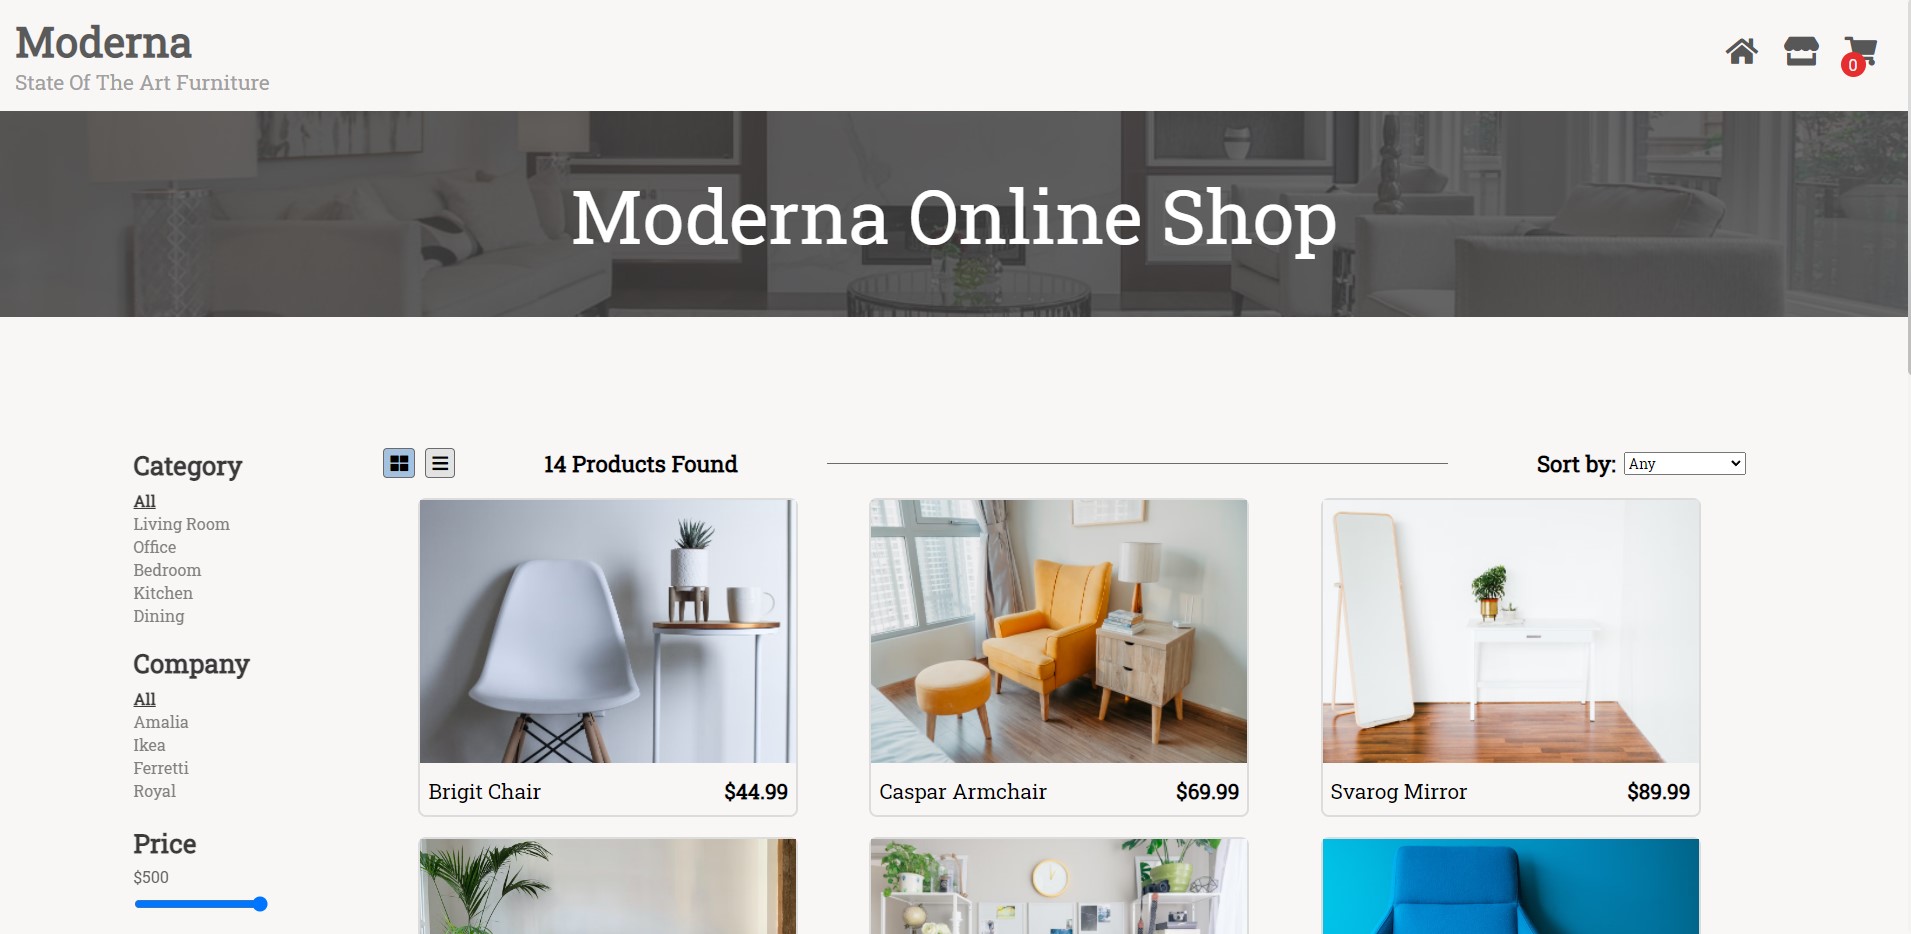 Moderna
State Of The Art Furniture
0
Moderna Online Shop
Category
All
Living Room
Office
Bedroom
Kitchen
Dining
Company
All
Amalia
Ikea
Ferretti
Royal
Price
$500
14 Products Found
Sort by: Any
Brigit Chair $44.99
Caspar Armchair $69.99
Svarog Mirror $89.99